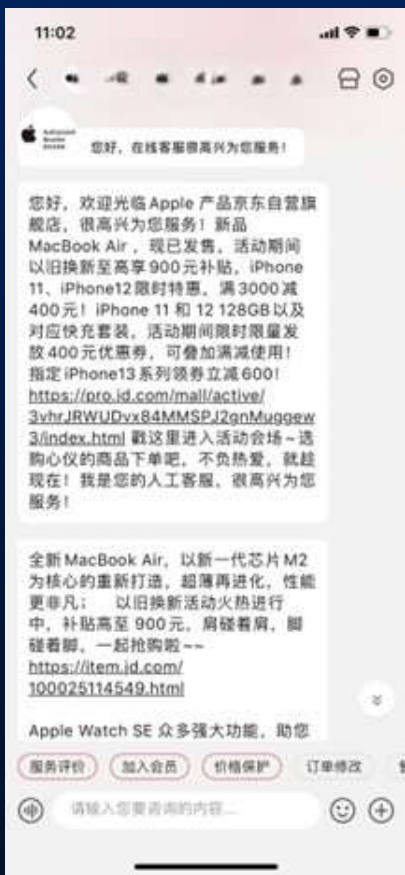 11:02
您好，在线客服很高兴为您服务！
您好，欢迎光临Apple 产品京东自营旗
舰店，很高兴为您服务！新品
MacBook Air ，现已发售，活动期间
以旧换新至高享900元补贴，iPhone
11、iPhone12限时特惠，满3000减
400元！iPhone 11 和 12 128GB以及
对应快充套装，活动期间限时限量发
放400元优惠券，可叠加满减使用！
指定iPhone13系列领券立减600！
https://pro.jd.com/mall/active/
3vhrJRWUDvx84MMSPJ2gnMuggew
3/index.html 戳这里进入活动会场~选
购心仪的商品下单吧，不负热爱，就趁
现在！我是您的人工客服，很高兴为您
服务！
全新MacBook Air，以新一代芯片M2
为核心的重新打造，超薄再进化，性能
更非凡； 以旧换新活动火热进行
中，补贴高至 900元，肩碰着肩，脚
碰着脚，一起抢购啦~~
https://item.jd.com/
100025114549.html
Apple Watch SE 众多强大功能，助您
服务评价 加入会员 价格保护 订单修改
请输入您要咨询的内容...